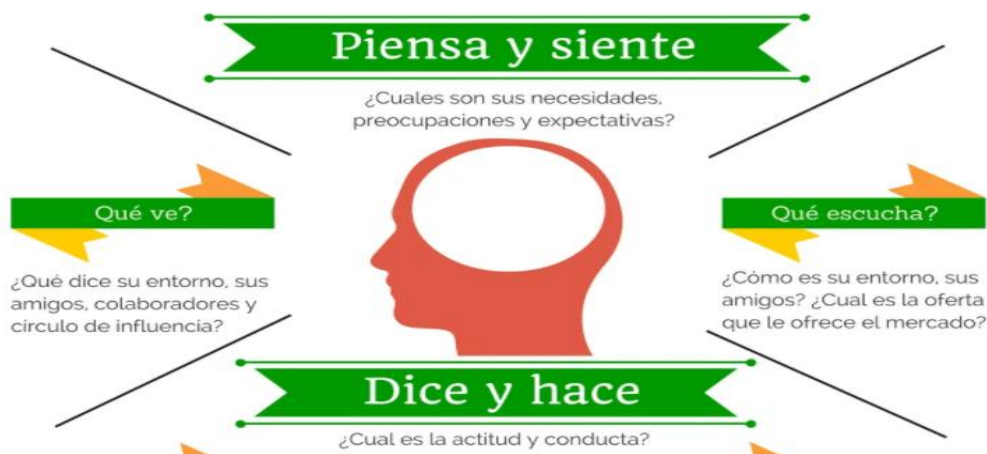 Piensa y siente
¿Cuales son sus necesidades,
preocupaciones y expectativas?
Qué ve?
¿Qué dice su entorno, sus
amigos, colaboradores y
círculo de influencia?
Qué escucha?
¿Cómo es su entorno, sus
amigos? ¿Cual es la oferta
que le ofrece el mercado?
Dice y hace
¿Cual es la actitud y conducta?